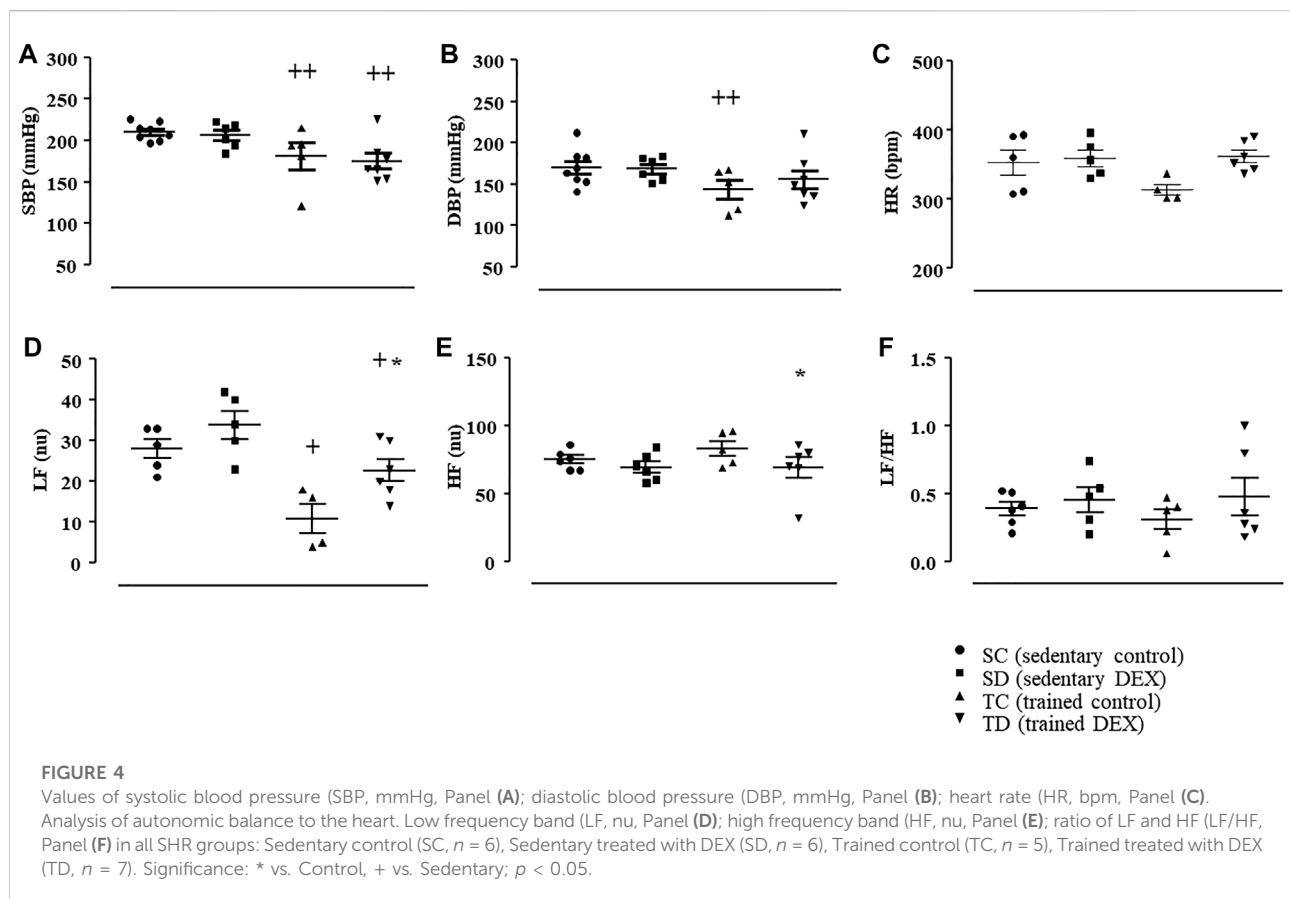 A
300
250
200
150
100
50
SBP (mmHg)
++
++
B
300
250
200
150
100
50
DBP (mmHg)
++
C
500
400
300
200
HR (bpm)
D
50
40
30
20
10
0
LF (nu)
+
+ *
E
150
100
50
0
HF (nu)
*
F
1.5
1.0
0.5
0.0
LF/HF
SC (sedentary control)
SD (sedentary DEX)
TC (trained control)
TD (trained DEX)
FIGURE 4
Values of systolic blood pressure (SBP, mmHg, Panel (A); diastolic blood pressure (DBP, mmHg, Panel (B); heart rate (HR, bpm, Panel (C).
Analysis of autonomic balance to the heart. Low frequency band (LF, nu, Panel (D); high frequency band (HF, nu, Panel (E); ratio of LF and HF (LF/HF,
Panel (F) in all SHR groups: Sedentary control (SC, n = 6), Sedentary treated with DEX (SD, n = 6), Trained control (TC, n = 5), Trained treated with DEX
(TD, n = 7). Significance: * vs. Control, + vs. Sedentary; p < 0.05.